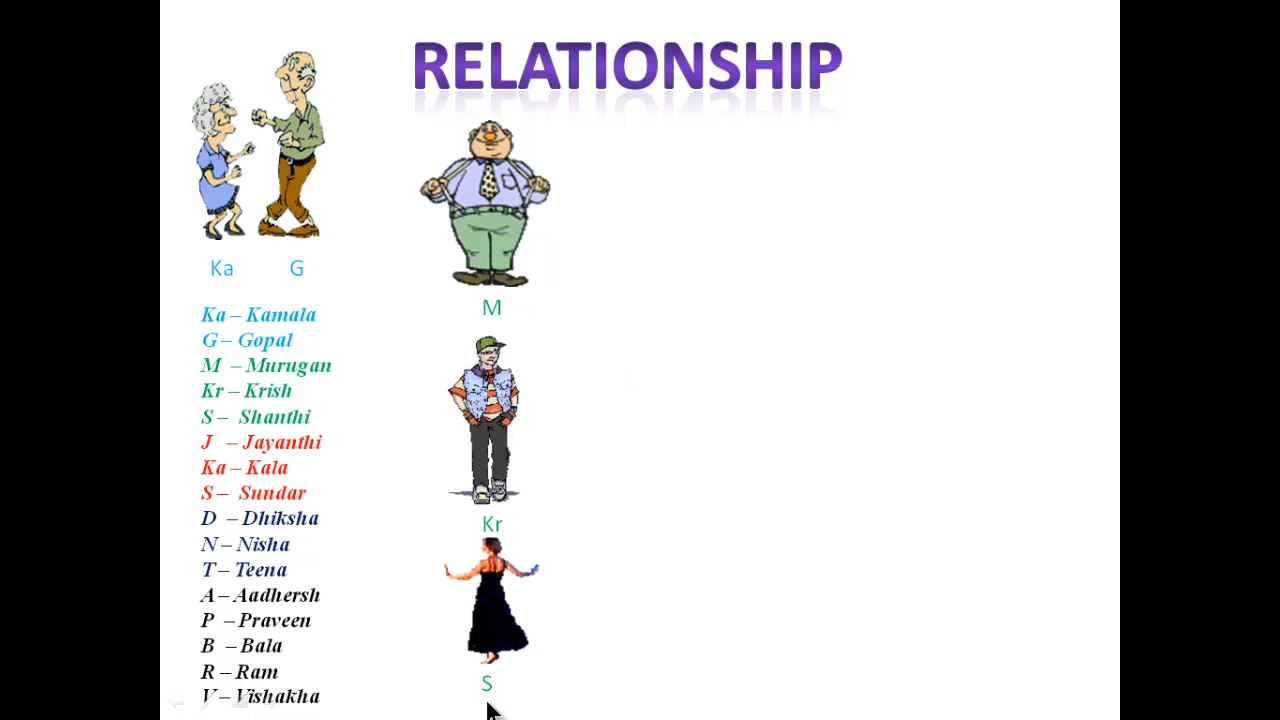 RELATIONSHIP
Ka G
M
Kr
S
Ka – Kamala
G – Gopal
M – Murugan
Kr – Krish
S – Shanthi
J – Jayanthi
Ka – Kala
S – Sundar
D – Dhiksha
N – Nisha
T – Teena
A – Aadhersh
P – Praveen
B – Bala
R – Ram
V – Vishakha